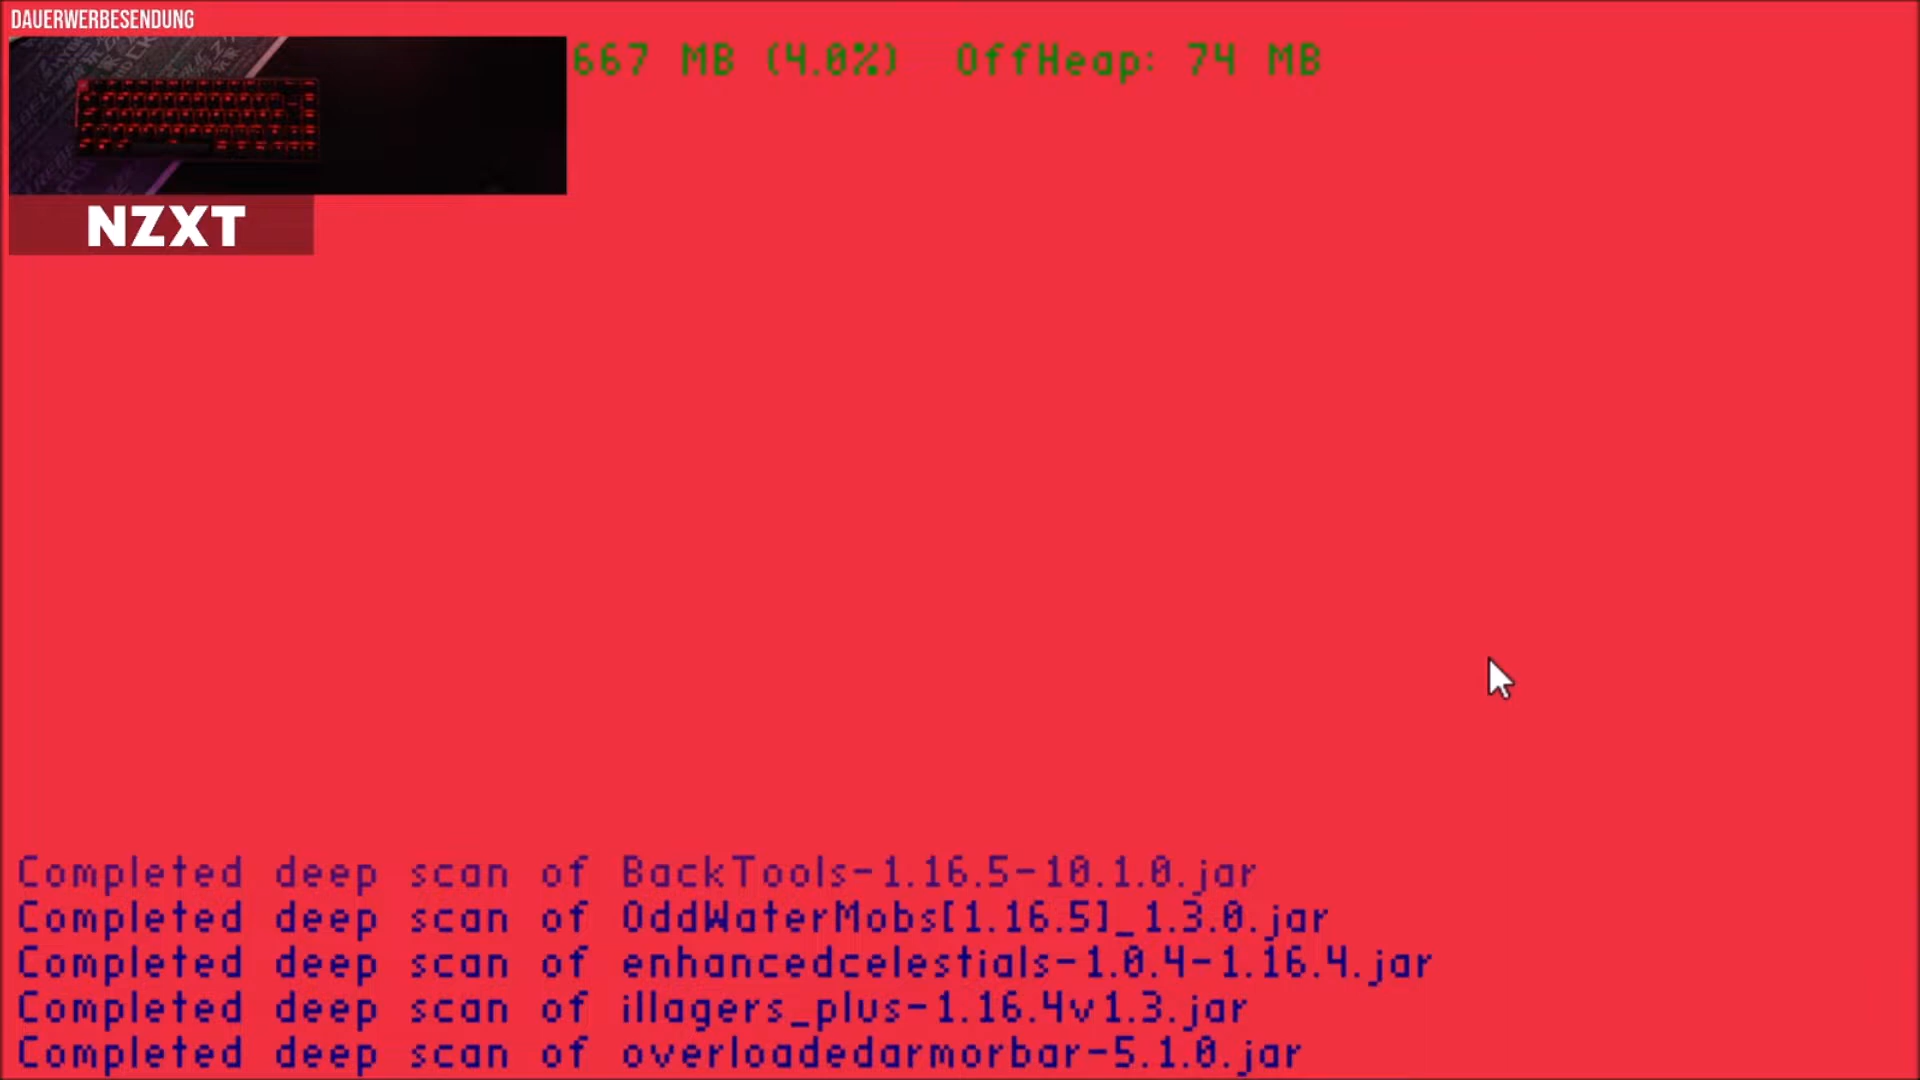 DAUERWERBESENDUNG
667 MB (4.0%) OffHeap: 74 MB
NZXT
Completed deep scan of BackTools-1.16.5-10.1.0.jar
Completed deep scan of OddWaterMobs[1.16.5]_1.3.0.jar
Completed deep scan of enhancedcelestials-1.0.4-1.16.4.jar
Completed deep scan of illagers_plus-1.16.4v1.3.jar
Completed deep scan of overloadedarmorbar-5.1.0.jar